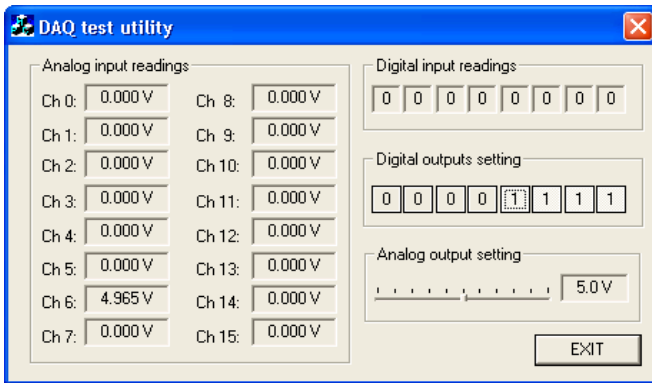 DAQ test utility
Analog input readings
Ch 0: 0.000 V
Ch 1: 0.000 V
Ch 2: 0.000 V
Ch 3: 0.000 V
Ch 4: 0.000 V
Ch 5: 0.000 V
Ch 6: 4.965 V
Ch 7: 0.000 V
Ch 8: 0.000 V
Ch 9: 0.000 V
Ch 10: 0.000 V
Ch 11: 0.000 V
Ch 12: 0.000 V
Ch 13: 0.000 V
Ch 14: 0.000 V
Ch 15: 0.000 V
Digital input readings
0 0 0 0 0 0 0 0
Digital outputs setting
0 0 0 0 1 1 1 1
Analog output setting
5.0 V
EXIT